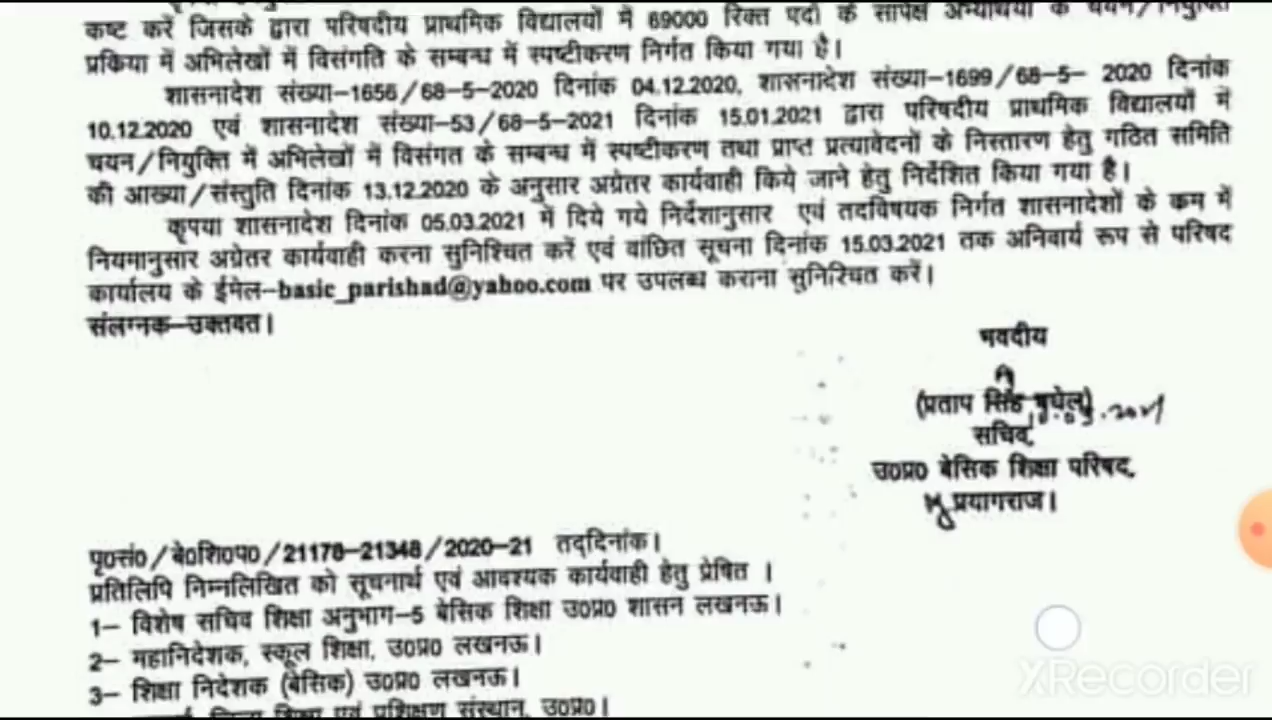 कष्ट करें जिसके द्वारा परिषदीय प्राथमिक विद्यालयों में 69000 रिक्त पदों के सापेक्ष अभ्यर्थियों के चयन/नियुक्ति
प्रकिया में अभिलेखों में विसंगति के सम्बन्ध में स्पष्टीकरण निर्गत किया गया है।
शासनादेश संख्या-1656/68-5-2020 दिनांक 04.12.2020, शासनादेश संख्या-1699/68-5- 2020 दिनांक
10.12.2020 एवं शासनादेश संख्या-53/68-5-2021 दिनांक 15.01.2021 द्वारा परिषदीय प्राथमिक विद्यालयों में
चयन/नियुक्ति में अभिलेखों में विसंगत के सम्बन्ध में स्पष्टीकरण तथा प्राप्त प्रत्यावेदनों के निस्तारण हेतु गठित समिति
की आख्या/संस्तुति दिनांक 13.12.2020 के अनुसार अग्रेतर कार्यवाही किये जाने हेतु निर्देशित किया गया है।
कृपया शासनादेश दिनांक 05.03.2021 में दिये गये निर्देशानुसार एवं तदविषयक निर्गत शासनादेशों के कम में
नियमानुसार अग्रेतर कार्यवाही करना सुनिश्चित करें एवं वांछित सूचना दिनांक 15.03.2021 तक अनिवार्य रूप से परिषद
कार्यालय के ईमेल-basic_parishad@yahoo.com पर उपलब्ध कराना सुनिश्चित करें।
संलग्नक-उक्तवत।
भवदीय
(प्रताप सिंह बघेल)
सचिव,
उ0प्र0 बेसिक शिक्षा परिषद,
प्रयागराज।
पृ0सं0/बे0शि0प0/21178-21348/2020-21 तद्दिनांक।
प्रतिलिपि निम्नलिखित को सूचनार्थ एवं आवश्यक कार्यवाही हेतु प्रेषित ।
1- विशेष सचिव शिक्षा अनुभाग-5 बेसिक शिक्षा उ0प्र0 शासन लखनऊ।
2- महानिदेशक, स्कूल शिक्षा, उ0प्र0 लखनऊ।
3- शिक्षा निदेशक (बेसिक) उ0प्र0 लखनऊ।
शिक्षा एवं प्रशिक्षण संस्थान, उ0प्र0।
XRecorder